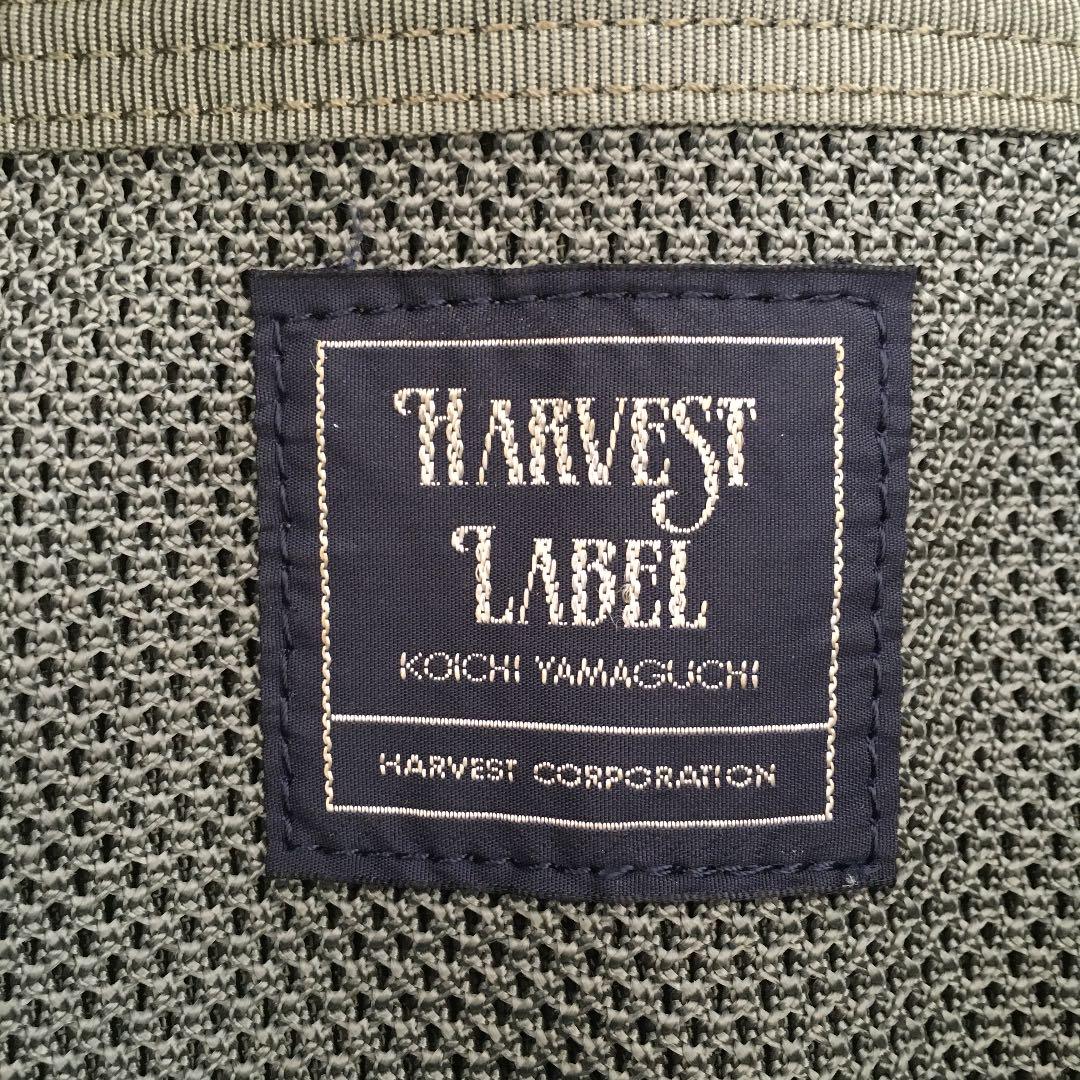 HARVEST
LABEL
KOICHI YAMAGUCHI
HARVEST CORPORATION